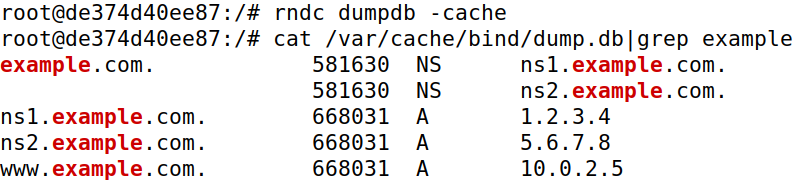 root@de374d40ee87:/# rndc dumpdb -cache
root@de374d40ee87:/# cat /var/cache/bind/dump.db|grep example
example.com. 581630 NS ns1.example.com.
581630 NS ns2.example.com.
ns1.example.com. 668031 A 1.2.3.4
ns2.example.com. 668031 A 5.6.7.8
www.example.com. 668031 A 10.0.2.5